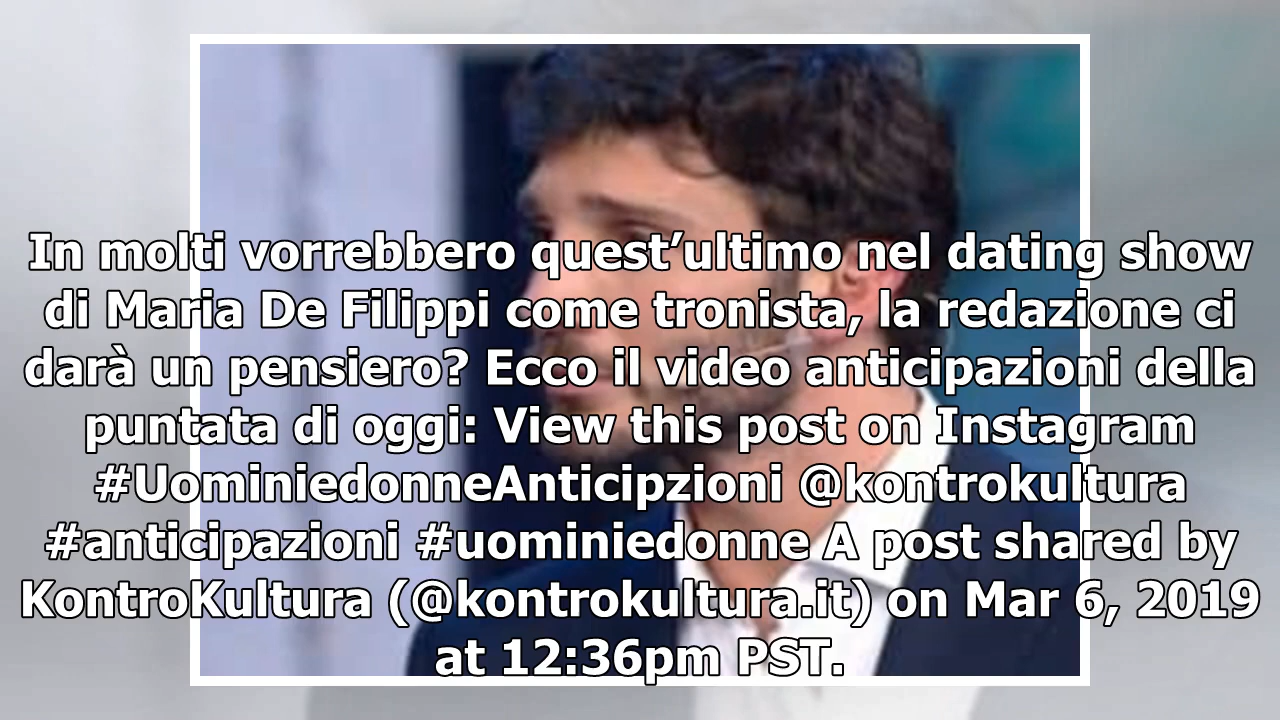 In molti vorrebbero quest’ultimo nel dating show
di Maria De Filippi come tronista, la redazione ci
darà un pensiero? Ecco il video anticipazioni della
puntata di oggi: View this post on Instagram
#UominiedonneAnticipzioni @kontrokultura
#anticipazioni #uominiedonne A post shared by
KontroKultura (@kontrokultura.it) on Mar 6, 2019
at 12:36pm PST.